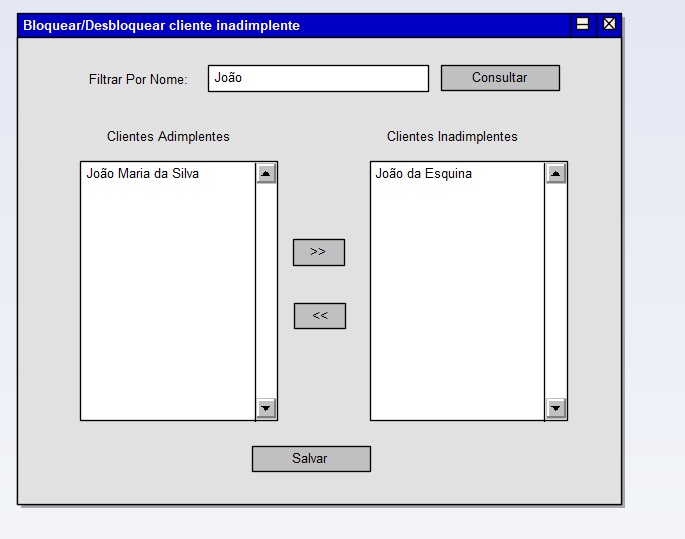 Bloquear/Desbloquear cliente inadimplente
Filtrar Por Nome: João Consultar
Clientes Adimplentes Clientes Inadimplentes
João Maria da Silva João da Esquina
>>
<<
Salvar